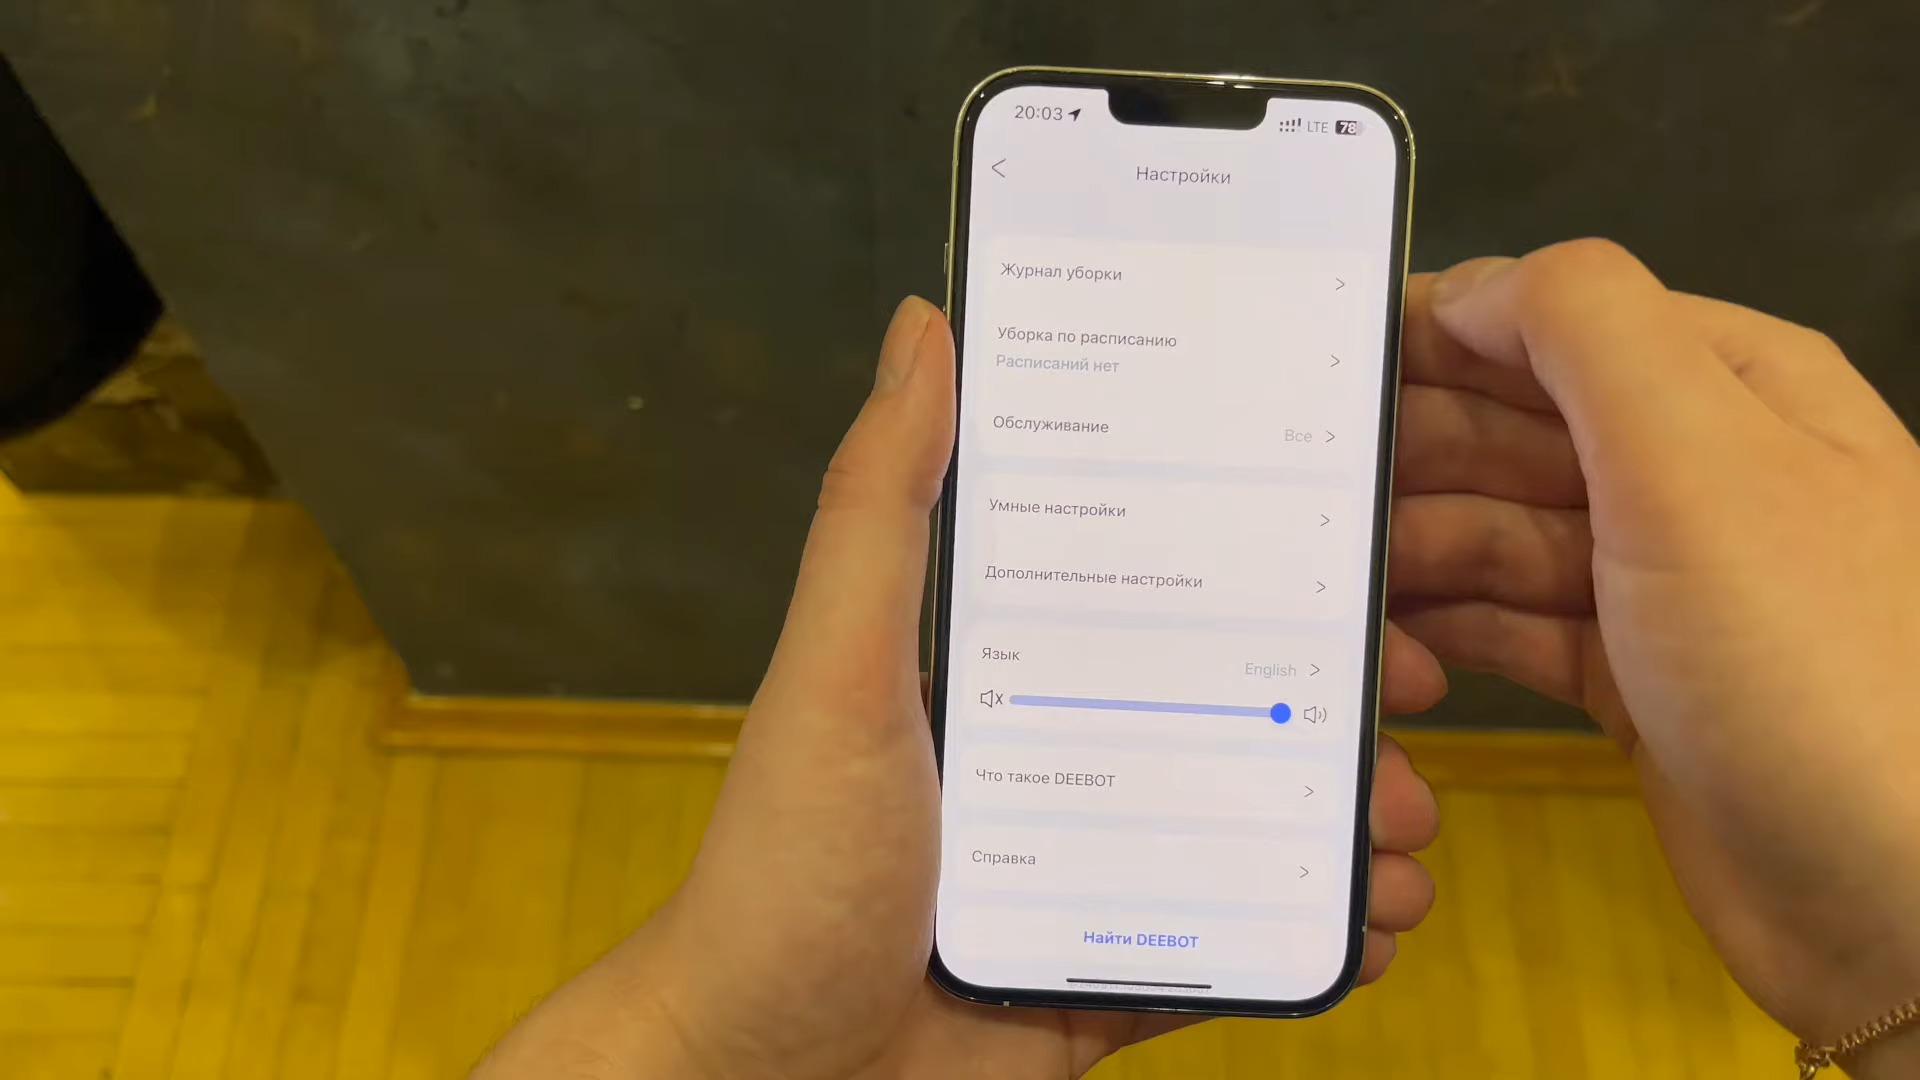 20:03
LTE 78
Настройки
Журнал уборки
Уборка по расписанию
Расписаний нет
Обслуживание
Все
Умные настройки
Дополнительные настройки
Язык
English
Что такое DEEBOT
Справка
Найти DEEBOT